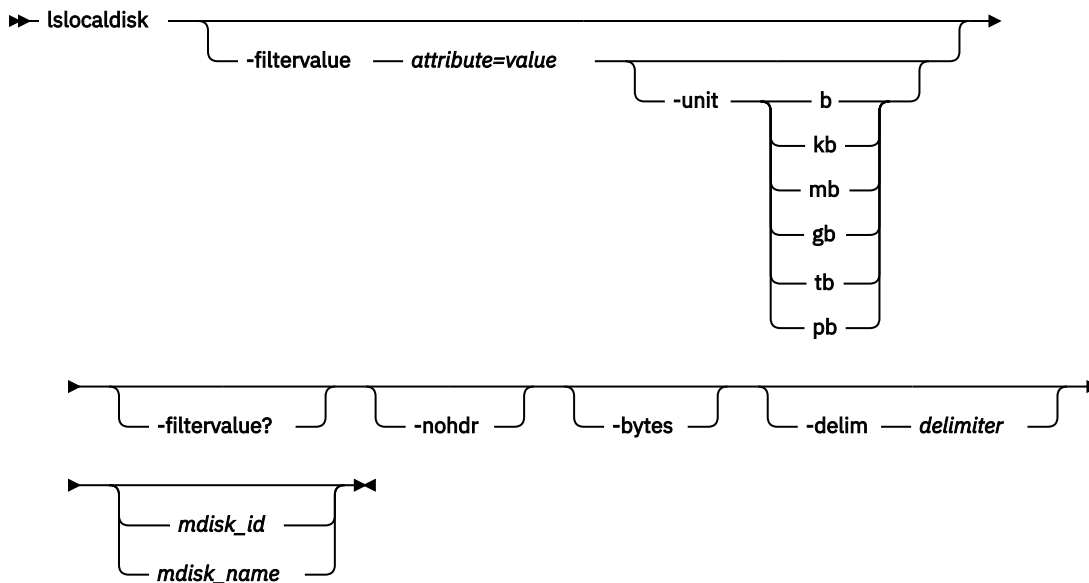 lslocaldisk
-filtervalue attribute=value
-unit b
kb
mb
gb
tb
pb
-filtervalue? -nohdr -bytes -delim delimiter
mdisk_id
mdisk_name